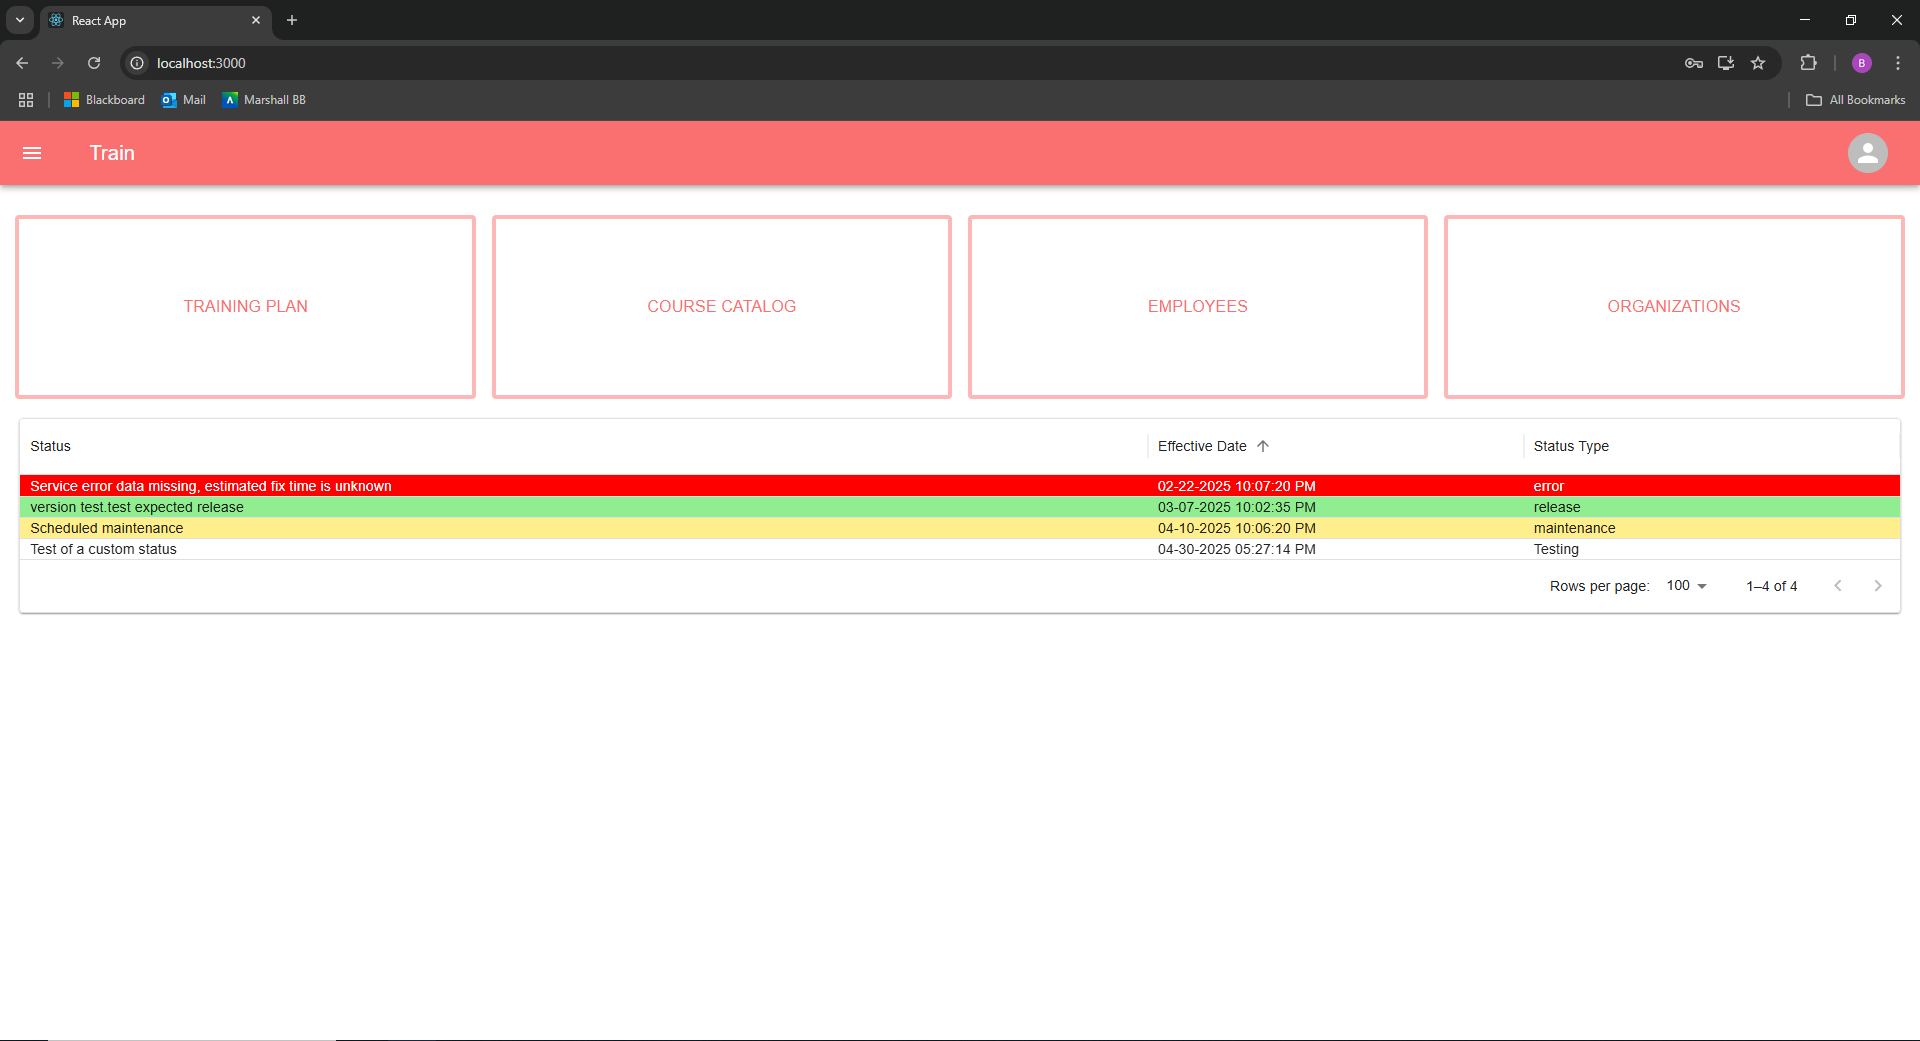 React App
localhost:3000
B
Blackboard Mail Marshall BB All Bookmarks
Train
TRAINING PLAN COURSE CATALOG EMPLOYEES ORGANIZATIONS
Status Effective Date Status Type
Service error data missing, estimated fix time is unknown 02-22-2025 10:07:20 PM error
version test.test expected release 03-07-2025 10:02:35 PM release
Scheduled maintenance 04-10-2025 10:06:20 PM maintenance
Test of a custom status 04-30-2025 05:27:14 PM Testing
Rows per page: 100 1–4 of 4